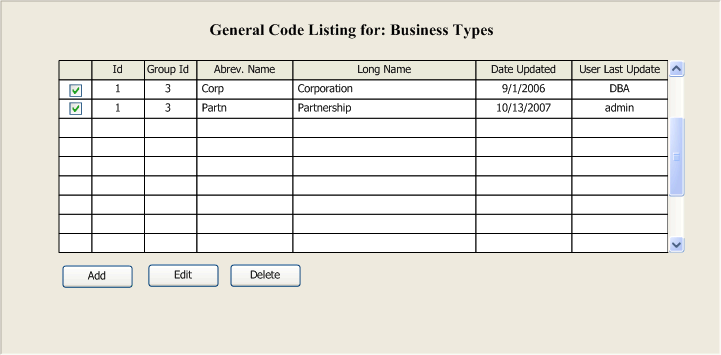 General Code Listing for: Business Types
Id Group Id Abrev. Name Long Name Date Updated User Last Update
1 3 Corp Corporation 9/1/2006 DBA
1 3 Partn Partnership 10/13/2007 admin
Add Edit Delete